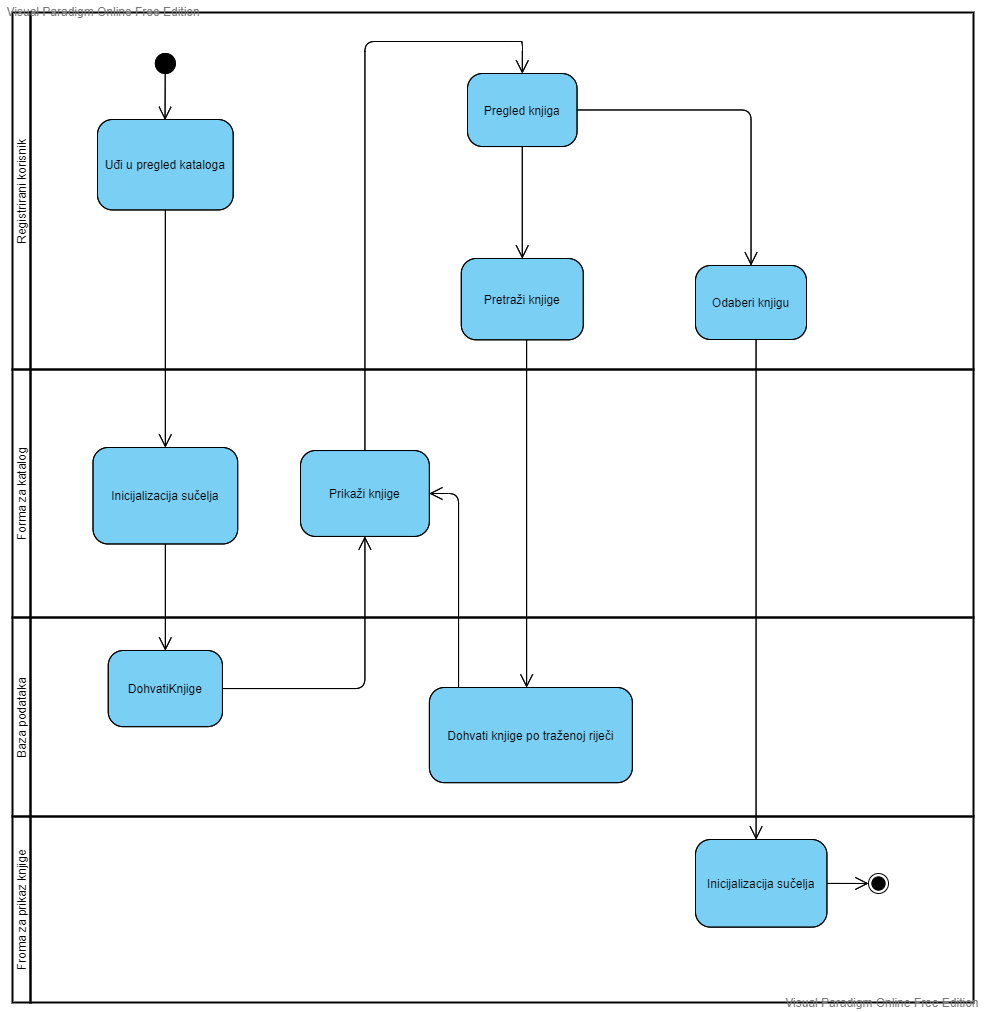 Visual Paradigm Online Free Edition
Registrirani korisnik
Uđi u pregled kataloga
Pregled knjiga
Pretraži knjige
Odaberi knjigu
Forma za katalog
Inicijalizacija sučelja
Prikaži knjige
Baza podataka
DohvatiKnjige
Dohvati knjige po traženoj riječi
Froma za prikaz knjige
Inicijalizacija sučelja
Visual Paradigm Online Free Edition